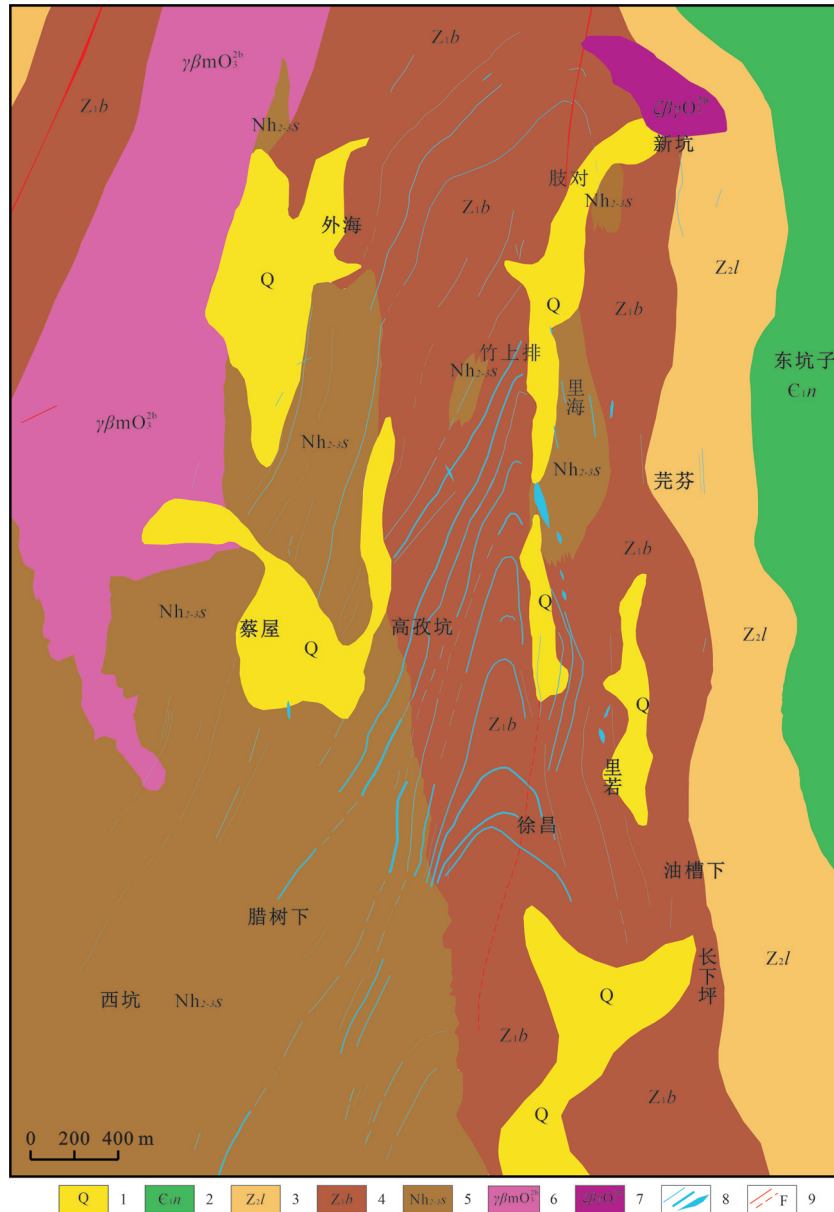 Z₁b
γβmO₃²ᵇ
Z₁b
Nh₂₋₃s
ζβpO₃²ᵇ
新坑
肢对
Nh₂₋₃s
Z₁b
外海
Q
Z₂l
Q
Z₁b
竹上排
Nh₂₋₃s
里海
东坑子
Є₁n
γβmO₃²ᵇ
Nh₂₋₃s
Nh₂₋₃s
芫芬
Z₁b
Nh₂₋₃s
蔡屋
Q
高孜坑
Q
Z₂l
Z₁b
Q
里若
徐昌
油槽下
腊树下
长下坪
Z₂l
西坑
Nh₂₋₃s
Q
Z₁b
Z₁b
Q
0 200 400 m
Q 1 Є₁n 2 Z₂l 3 Z₁b 4 Nh₂₋₃s 5 γβmO₃²ᵇ 6 7 8 F 9